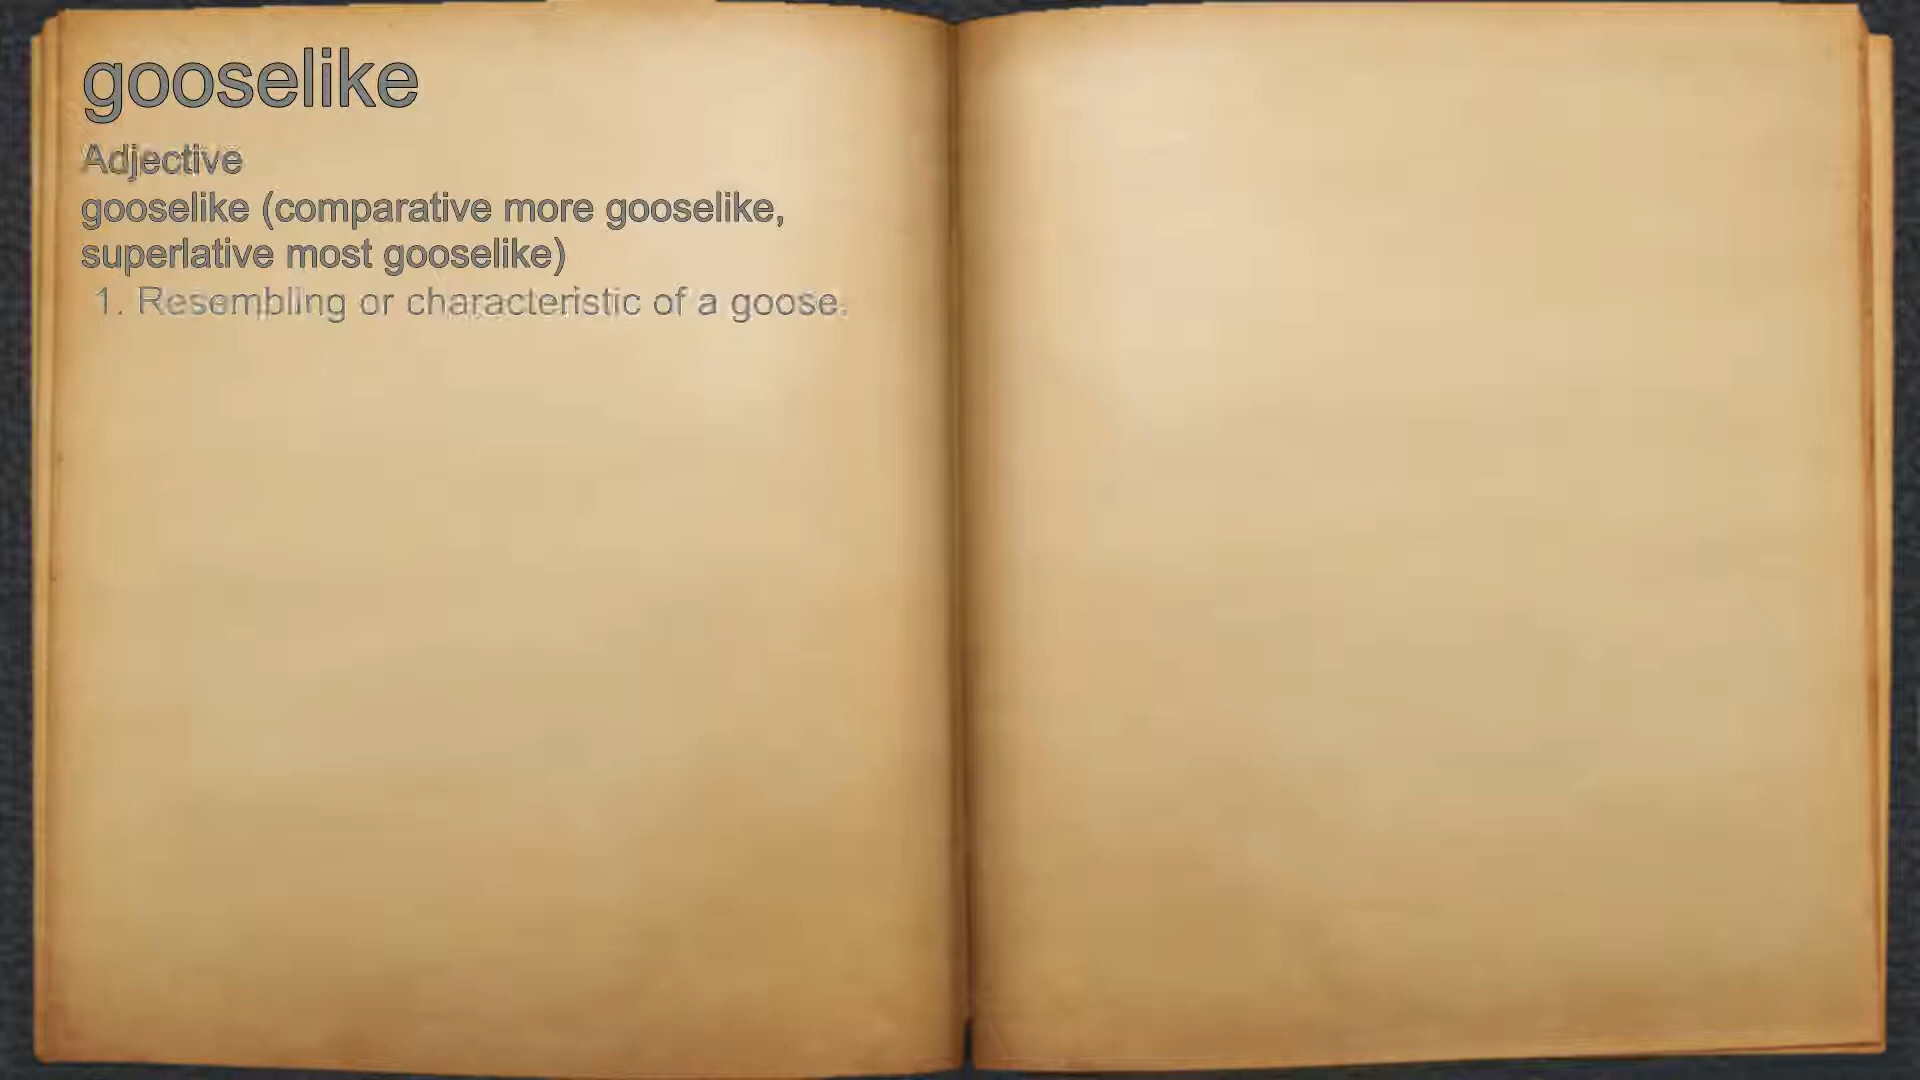 gooselike
Adjective
gooselike (comparative more gooselike,
superlative most gooselike)
1. Resembling or characteristic of a goose.